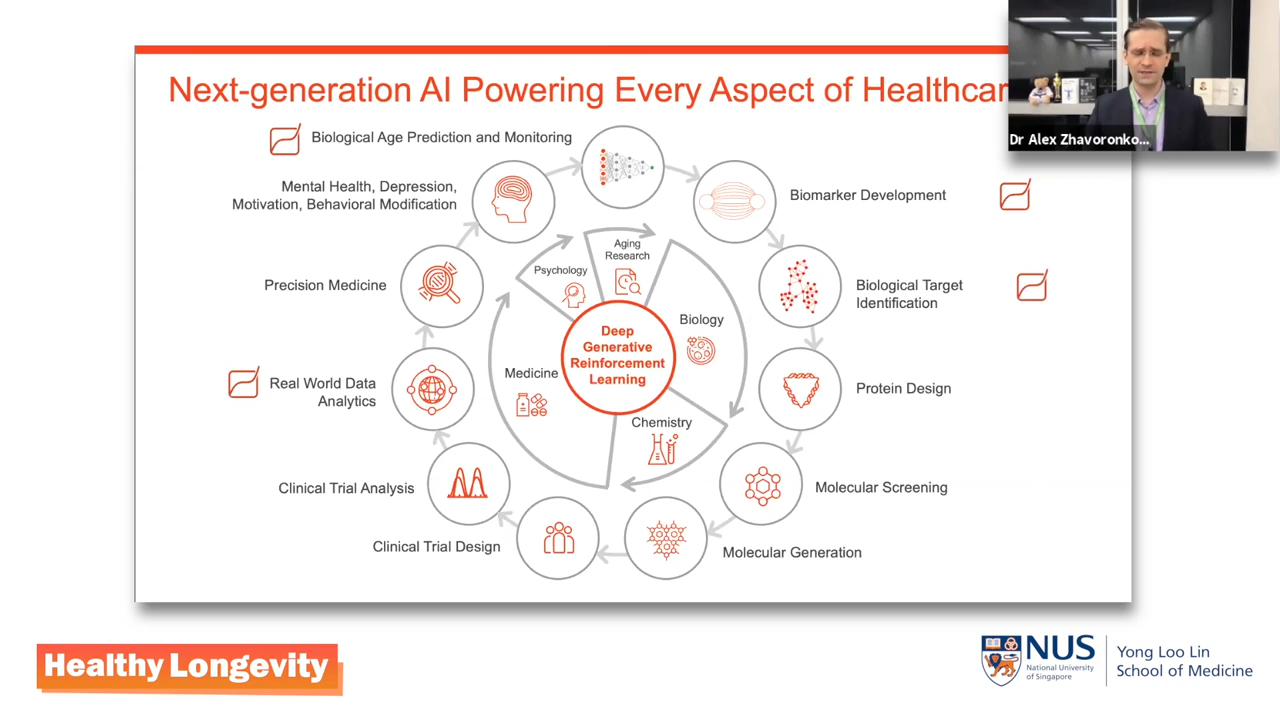 Next-generation AI Powering Every Aspect of Healthcar
Dr Alex Zhavoronko...
Biological Age Prediction and Monitoring
Mental Health, Depression,
Motivation, Behavioral Modification
Biomarker Development
Precision Medicine
Biological Target
Identification
Aging
Research
Psychology
Biology
Deep
Generative
Reinforcement
Learning
Medicine
Chemistry
Real World Data
Analytics
Protein Design
Clinical Trial Analysis
Molecular Screening
Clinical Trial Design
Molecular Generation
Healthy Longevity
NUS
National University
of Singapore
Yong Loo Lin
School of Medicine